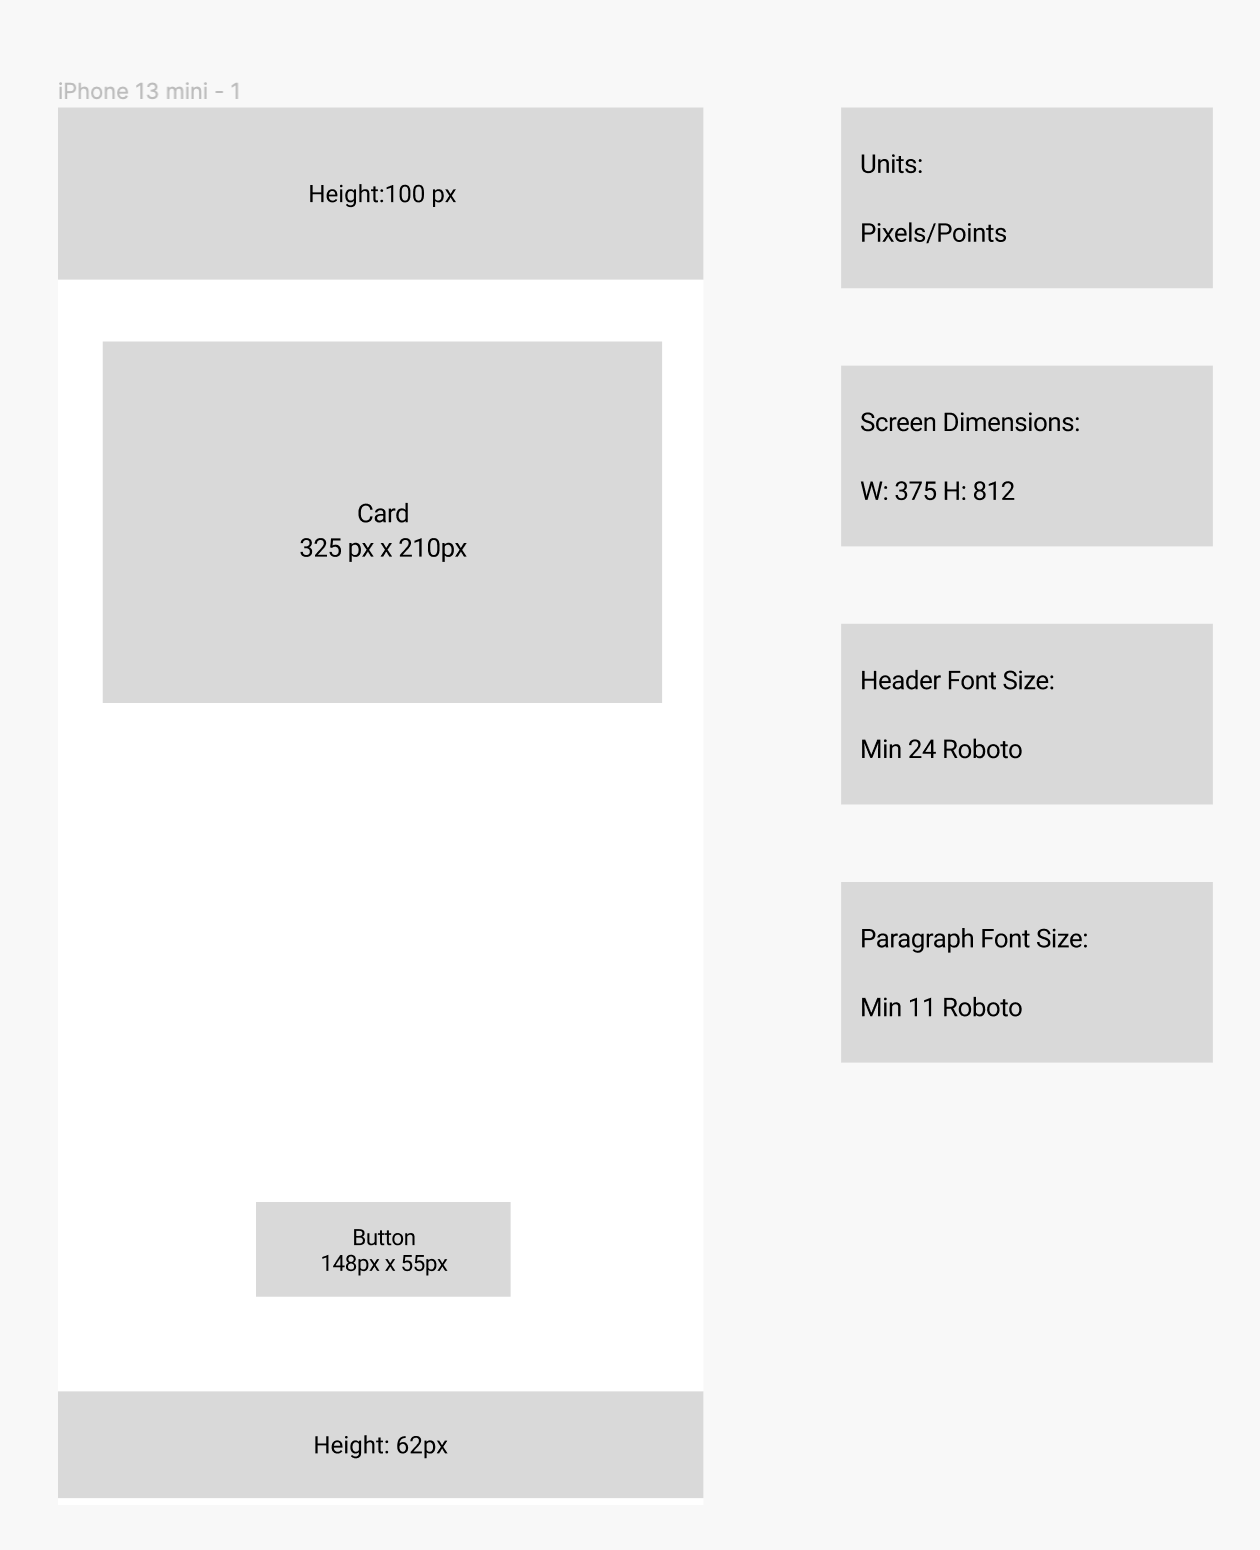 iPhone 13 mini - 1
Height:100 px
Card
325 px x 210px
Button
148px x 55px
Height: 62px
Units:
Pixels/Points
Screen Dimensions:
W: 375 H: 812
Header Font Size:
Min 24 Roboto
Paragraph Font Size:
Min 11 Roboto